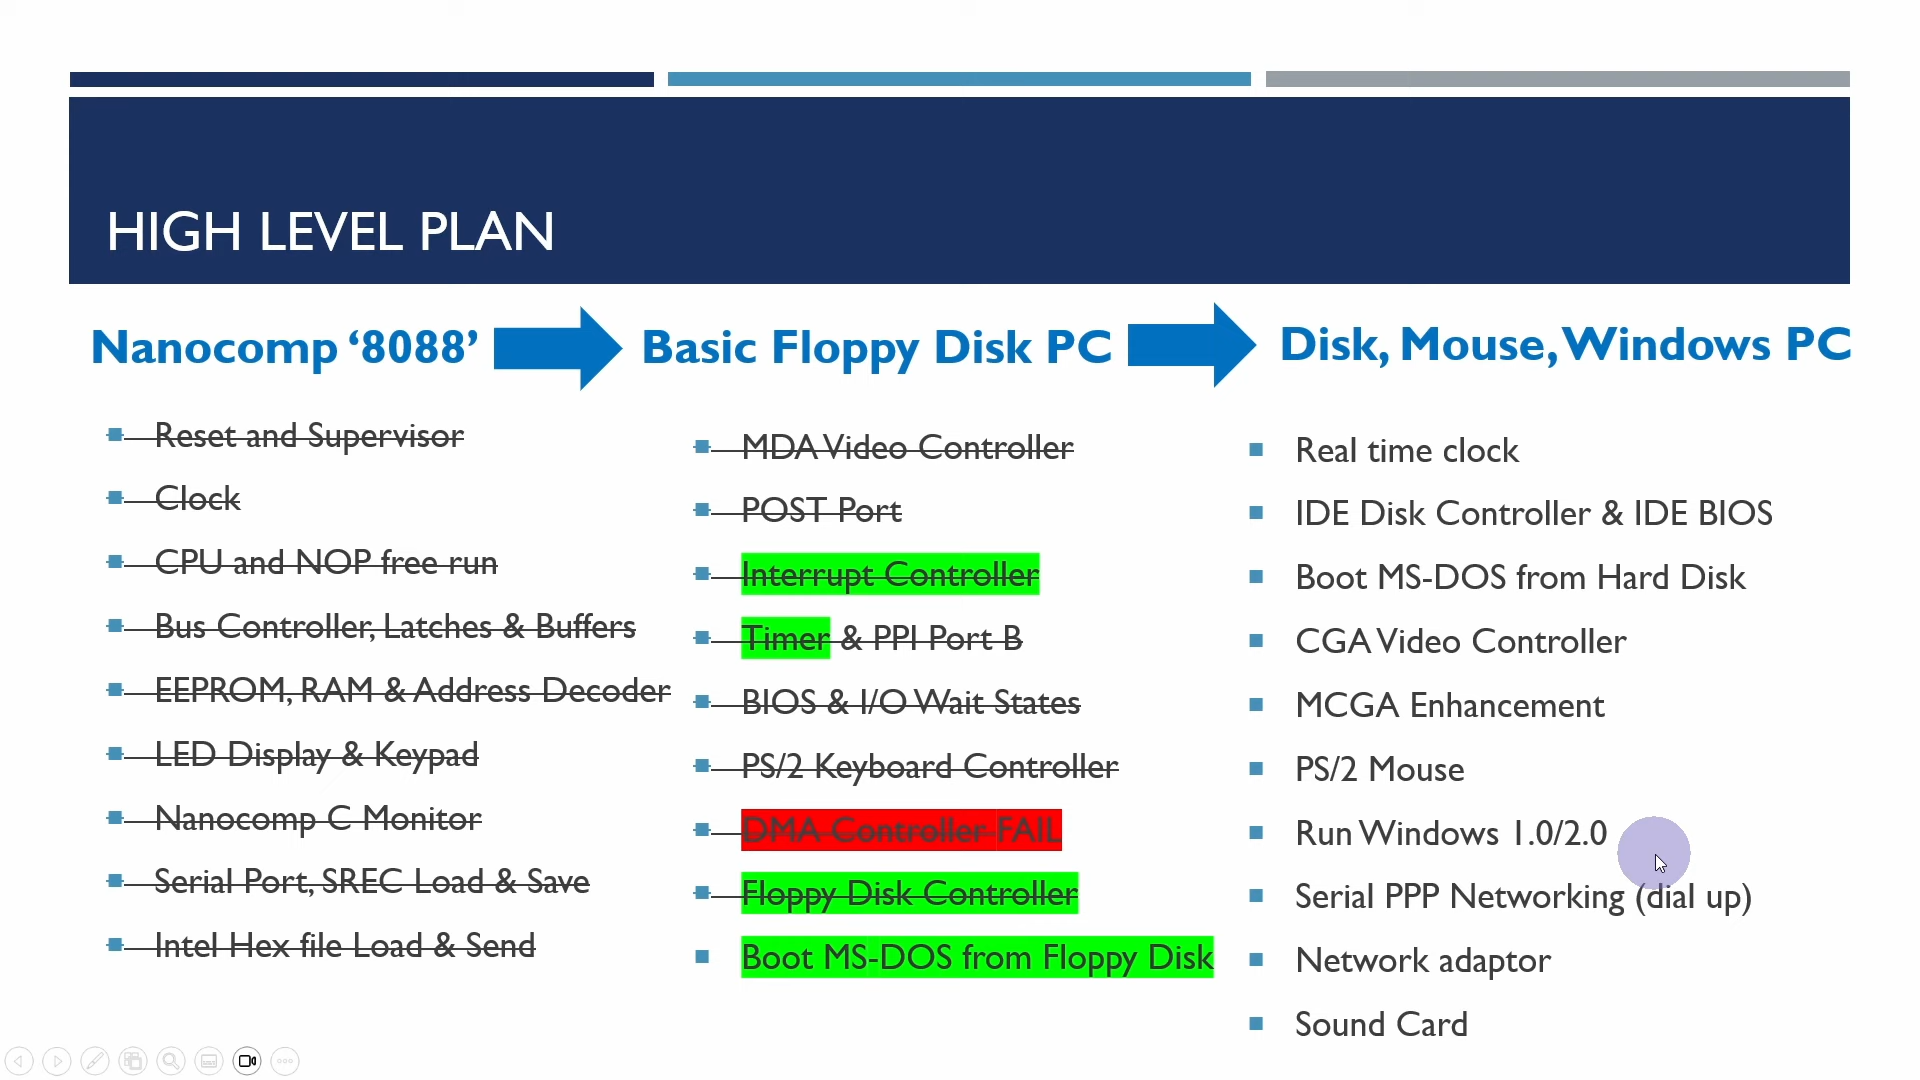 HIGH LEVEL PLAN
Nanocomp ‘8088’
Reset and Supervisor
Clock
CPU and NOP free run
Bus Controller, Latches & Buffers
EEPROM, RAM & Address Decoder
LED Display & Keypad
Nanocomp C Monitor
Serial Port, SREC Load & Save
Intel Hex file Load & Send
Basic Floppy Disk PC
MDA Video Controller
POST Port
Interrupt Controller
Timer & PPI Port B
BIOS & I/O Wait States
PS/2 Keyboard Controller
DMA Controller FAIL
Floppy Disk Controller
Boot MS-DOS from Floppy Disk
Disk, Mouse, Windows PC
Real time clock
IDE Disk Controller & IDE BIOS
Boot MS-DOS from Hard Disk
CGA Video Controller
MCGA Enhancement
PS/2 Mouse
Run Windows 1.0/2.0
Serial PPP Networking (dial up)
Network adaptor
Sound Card